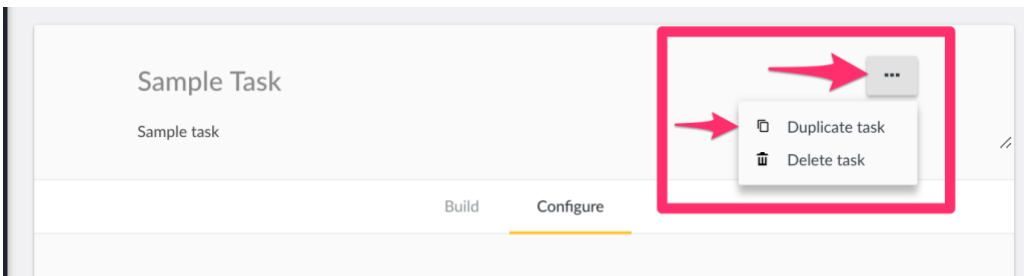 Sample Task
Sample task
Duplicate task
Delete task
Build Configure